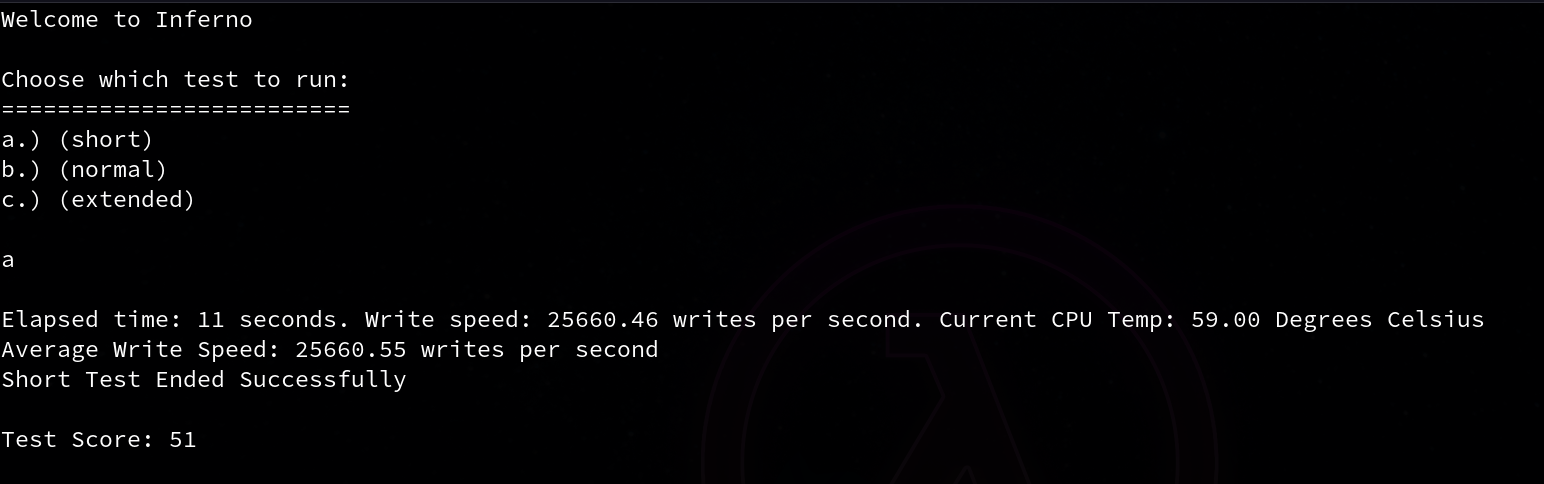 Welcome to Inferno
Choose which test to run:
=========================
a.) (short)
b.) (normal)
c.) (extended)
a
Elapsed time: 11 seconds. Write speed: 25660.46 writes per second. Current CPU Temp: 59.00 Degrees Celsius
Average Write Speed: 25660.55 writes per second
Short Test Ended Successfully
Test Score: 51